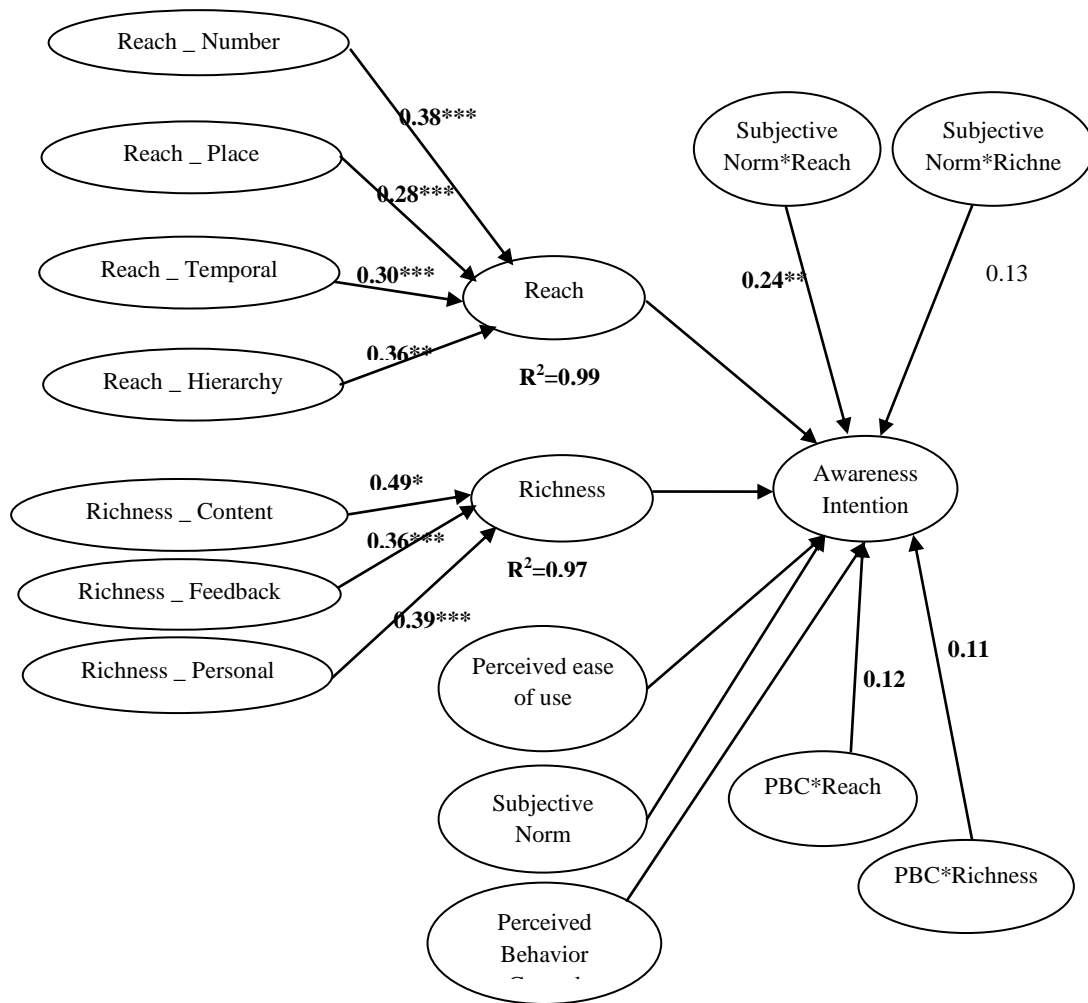 Reach _ Number
0.38***
Subjective
Norm*Reach
Subjective
Norm*Richne
Reach _ Place
0.28***
Reach _ Temporal
0.30***
Reach
0.24**
0.13
Reach _ Hierarchy
0.36**
R²=0.99
Richness _ Content
0.49*
Richness
Awareness
Intention
Richness _ Feedback
0.36***
R²=0.97
Richness _ Personal
0.39***
Perceived ease
of use
0.12
0.11
Subjective
Norm
PBC*Reach
PBC*Richness
Perceived
Behavior